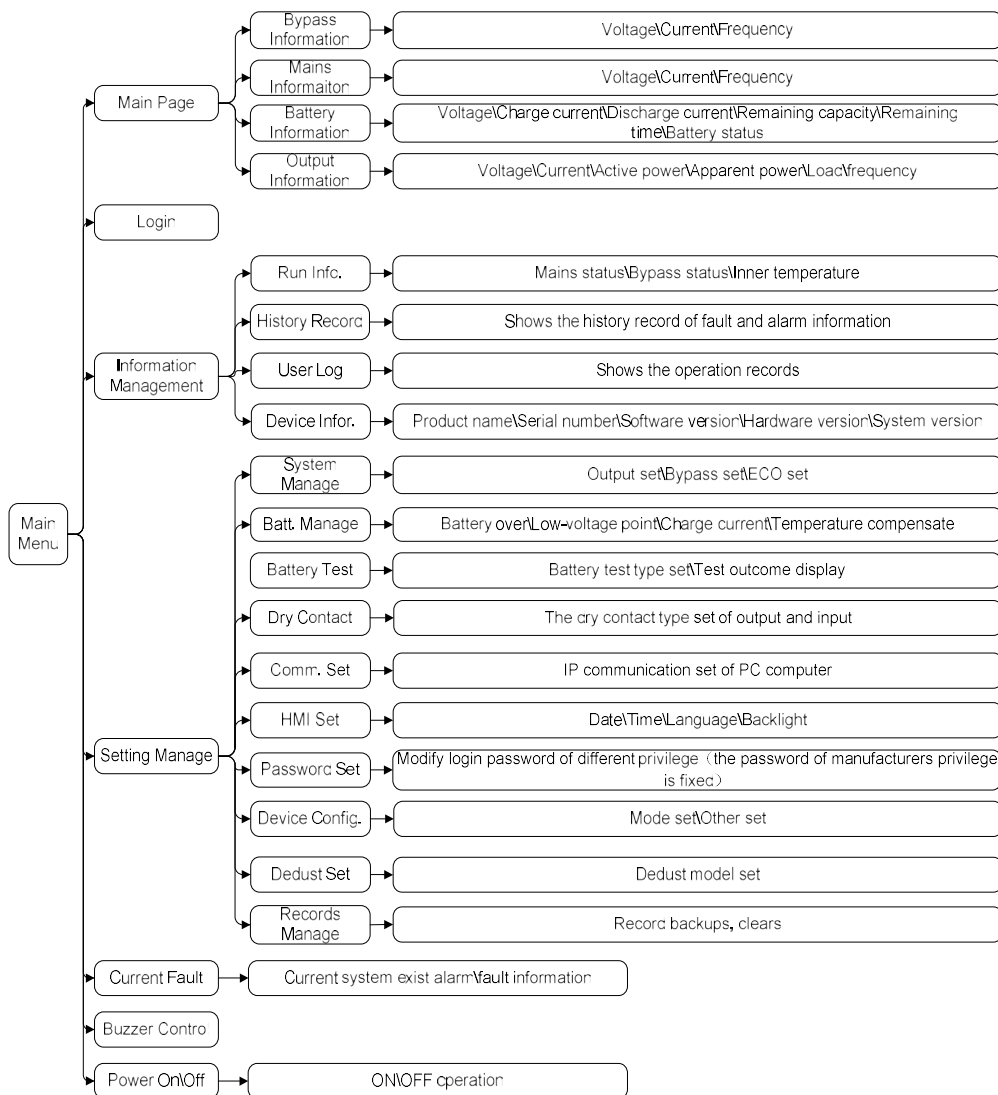 Main
Menu
Main Page
Bypass
Information
Voltage\Current\Frequency
Mains
Informaiton
Voltage\Current\Frequency
Battery
Information
Voltage\Charge current\Discharge current\Remaining capacity\Remaining
time\Battery status
Output
Information
Voltage\Current\Active power\Apparent power\Load\frequency
Login
Information
Management
Run Info.
Mains status\Bypass status\Inner temperature
History Record
Shows the history record of fault and alarm information
User Log
Shows the operation records
Device Infor.
Product name\Serial number\Software version\Hardware version\System version
Setting Manage
System
Manage
Output set\Bypass set\ECO set
Batt. Manage
Battery over\Low-voltage point\Charge current\Temperature compensate
Battery Test
Battery test type set\Test outcome display
Dry Contact
The dry contact type set of output and input
Comm. Set
IP communication set of PC computer
HMI Set
Date\Time\Language\Backlight
Password Set
Modify login password of different privilege（the password of manufacturers privilege
is fixed）
Device Config.
Mode set\Other set
Dedust Set
Dedust model set
Records
Manage
Record backups, clears
Current Fault
Current system exist alarm\fault information
Buzzer Contro
Power On\Off
ON\OFF operation